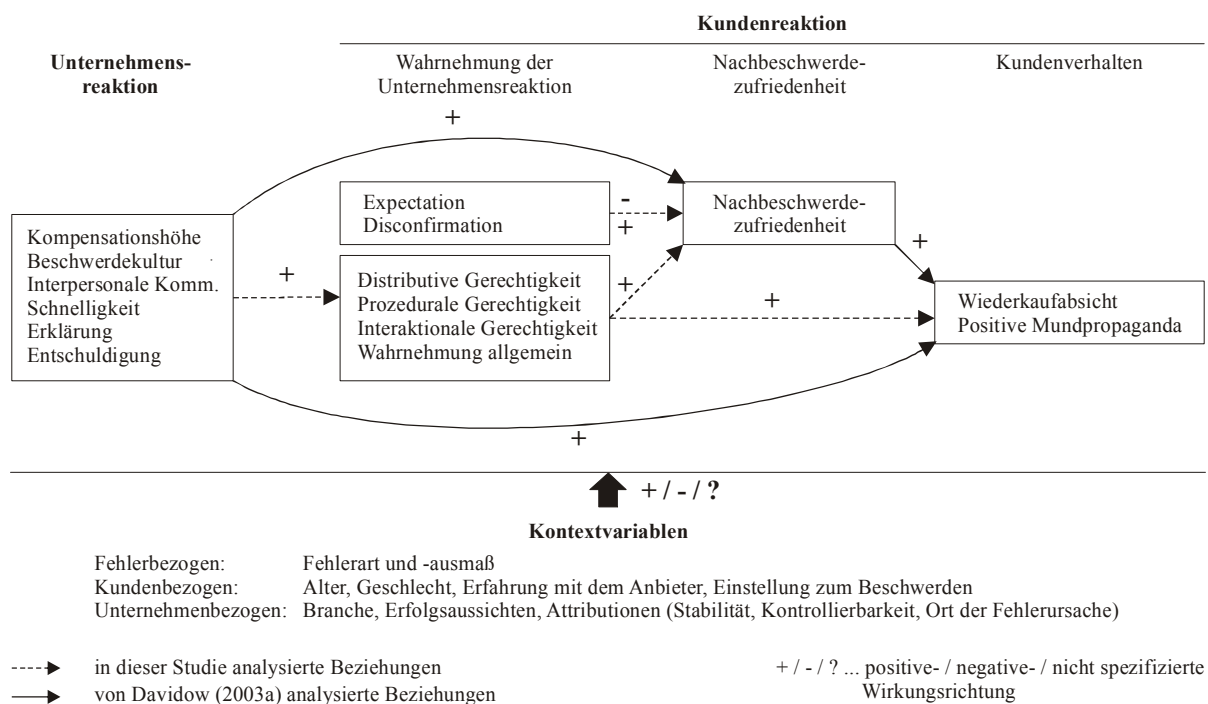 Kundenreaktion
Unternehmens-
reaktion
Wahrnehmung der
Unternehmensreaktion
Nachbeschwerde-
zufriedenheit
Kundenverhalten
+
Kompensationshöhe
Beschwerdekultur
Interpersonale Komm.
Schnelligkeit
Erklärung
Entschuldigung
+
Expectation
Disconfirmation
-
+
Distributive Gerechtigkeit
Prozedurale Gerechtigkeit
Interaktionale Gerechtigkeit
Wahrnehmung allgemein
+
Nachbeschwerde-
zufriedenheit
+
+
Wiederkaufabsicht
Positive Mundpropaganda
+
+ / - / ?
Kontextvariablen
Fehlerbezogen: Fehlerart und -ausmaß
Kundenbezogen: Alter, Geschlecht, Erfahrung mit dem Anbieter, Einstellung zum Beschwerden
Unternehmenbezogen: Branche, Erfolgsaussichten, Attributionen (Stabilität, Kontrollierbarkeit, Ort der Fehlerursache)
in dieser Studie analysierte Beziehungen
von Davidow (2003a) analysierte Beziehungen
+ / - / ? ... positive- / negative- / nicht spezifizierte
Wirkungsrichtung